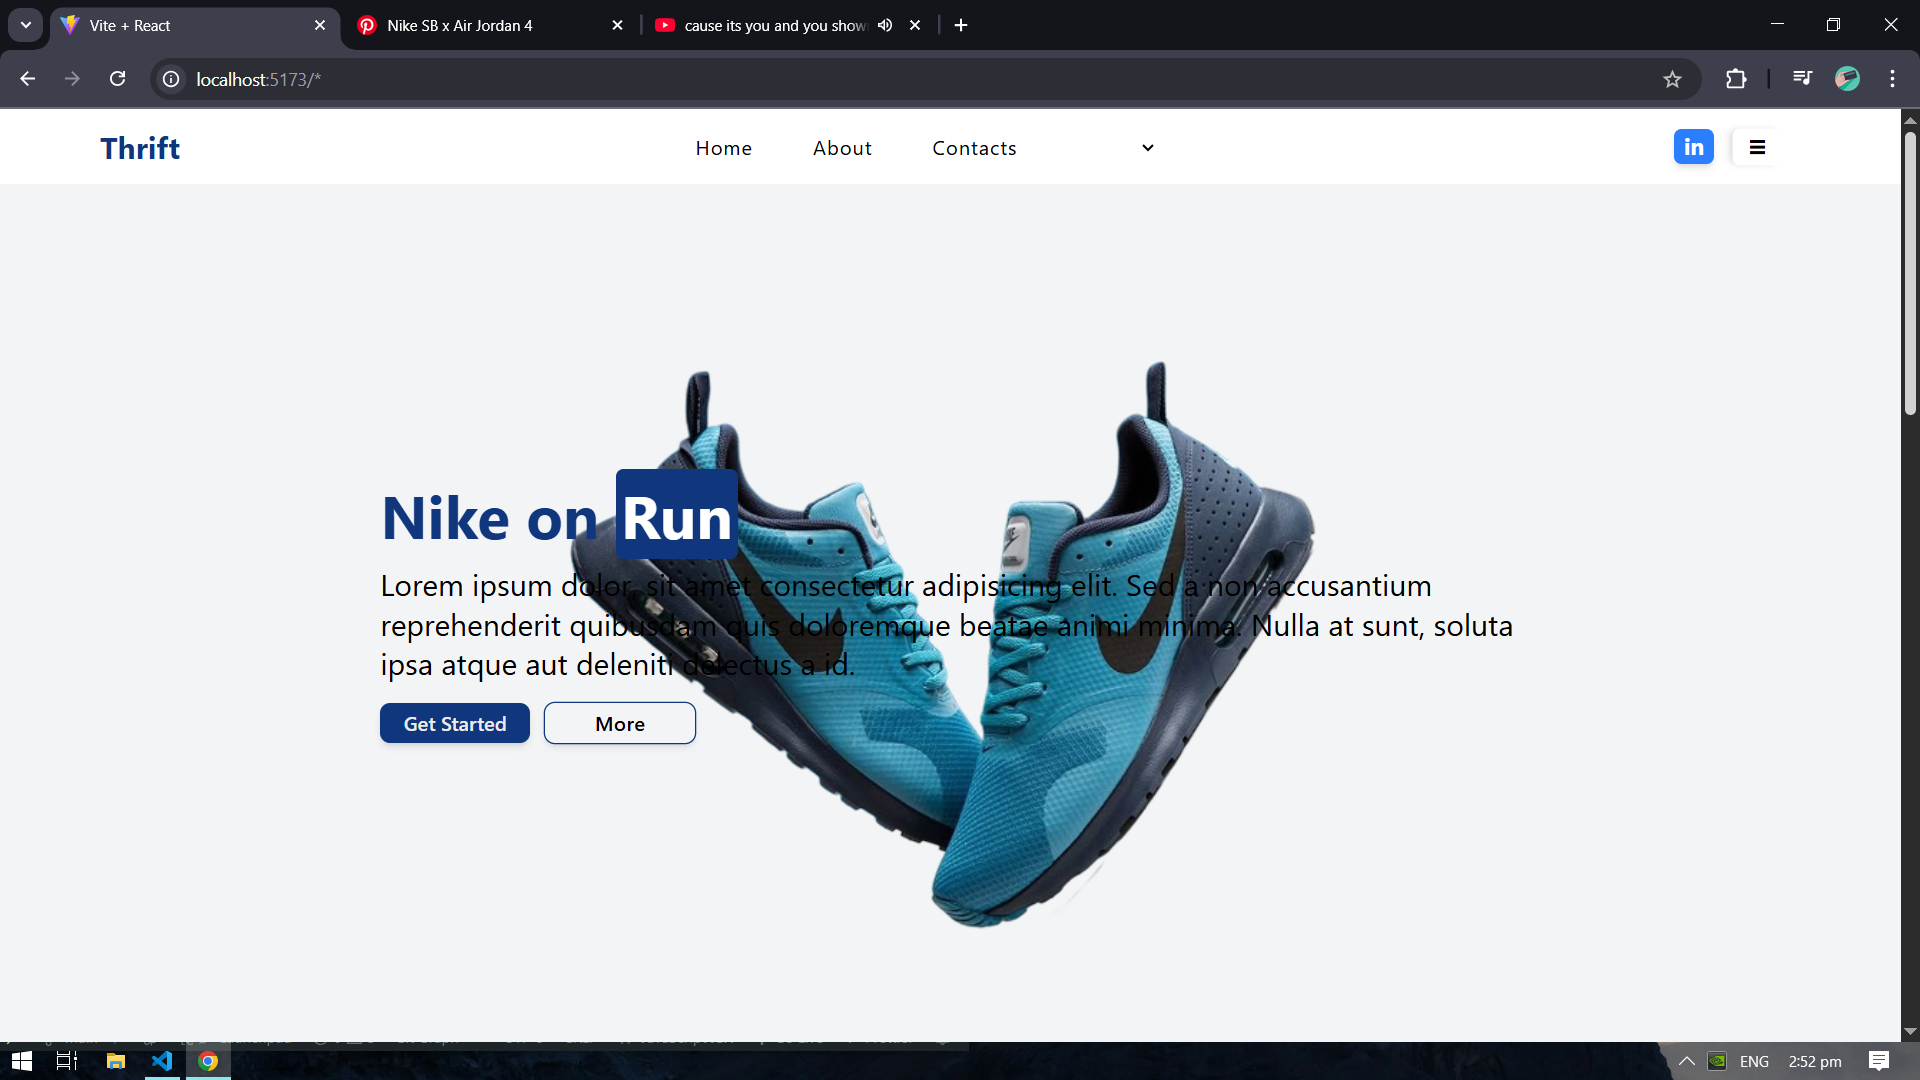 Vite + React
Nike SB x Air Jordan 4
cause its you and you show
localhost:5173/*
Thrift
Home
About
Contacts
in
Nike on Run
Lorem ipsum dolor, sit amet consectetur adipisicing elit. Sed a non accusantium
reprehenderit quibusdam quis doloremque beatae animi minima. Nulla at sunt, soluta
ipsa atque aut deleniti delectus a id.
Get Started
More
ENG
2:52 pm